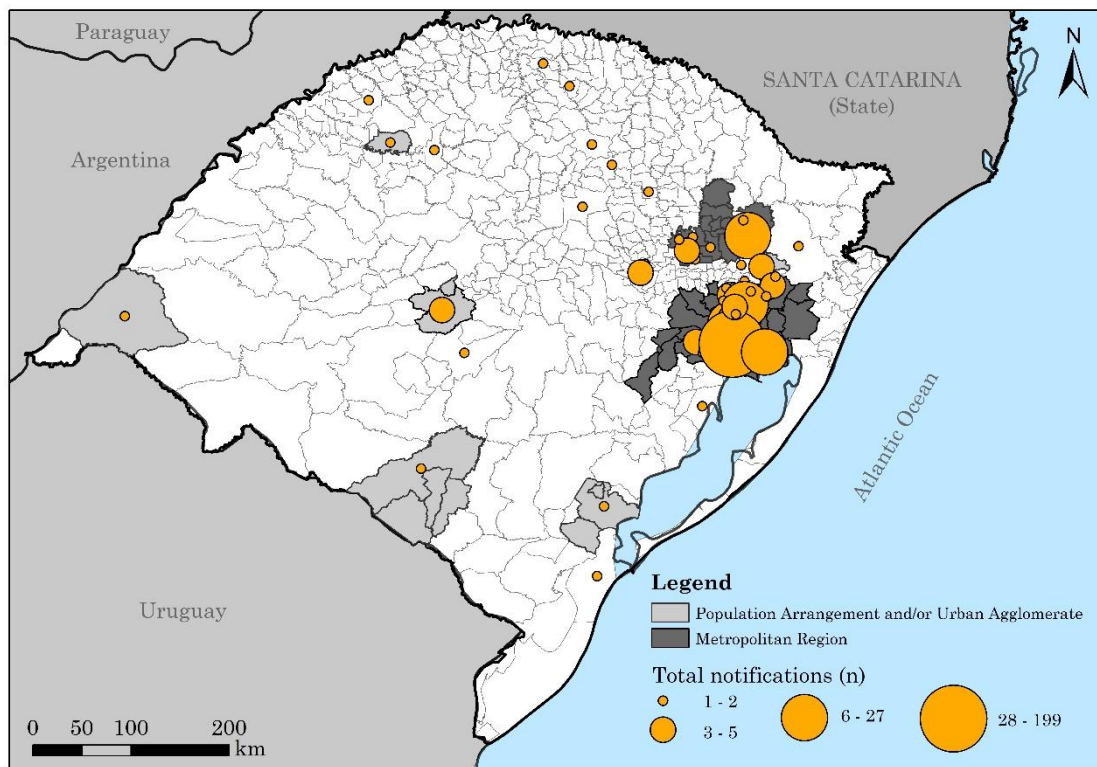 Paraguay
N
SANTA CATARINA
(State)
Argentina
Atlantic Ocean
Uruguay
Legend
Population Arrangement and/or Urban Agglomerate
Metropolitan Region
Total notifications (n)
1 - 2
3 - 5
6 - 27
28 - 199
0 50 100 200
km